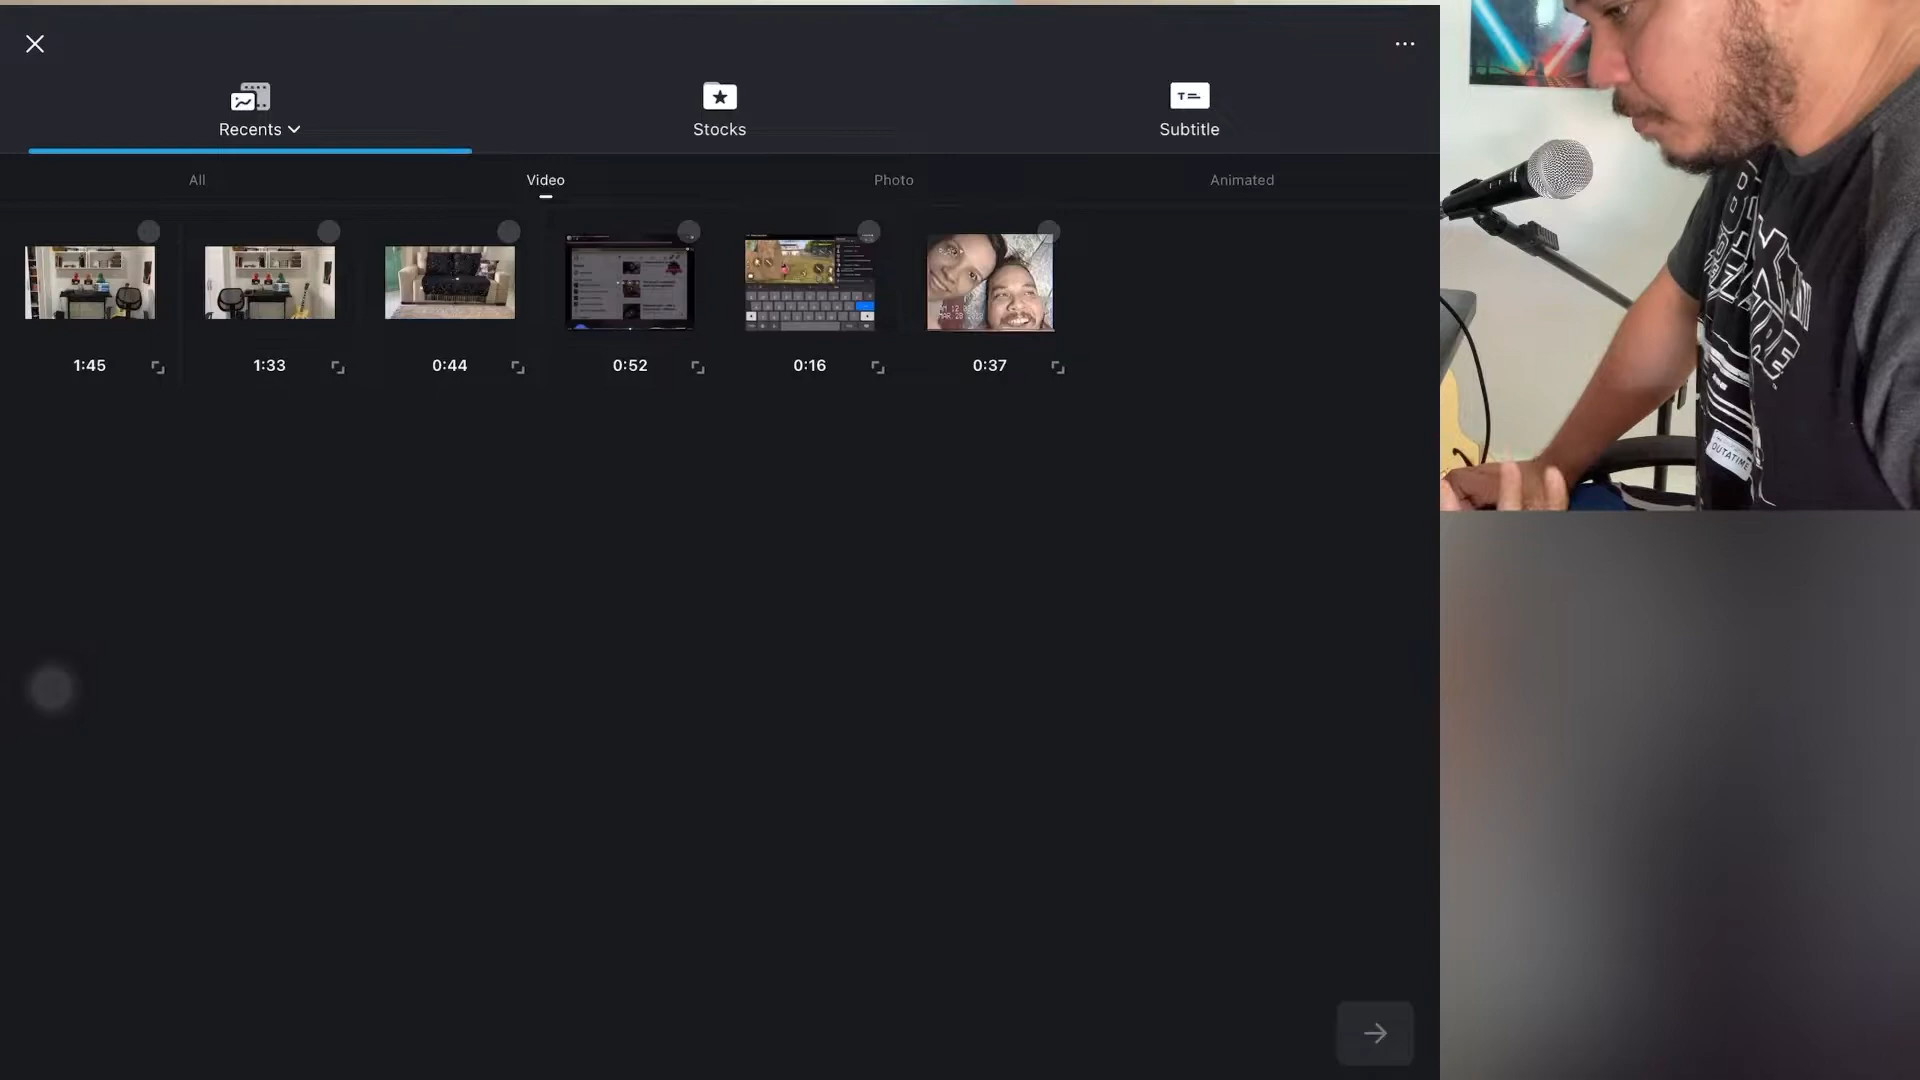 Recents
Stocks
Subtitle
All
Video
Photo
Animated
1:45
1:33
0:44
0:52
0:16
0:37
OUTATIME